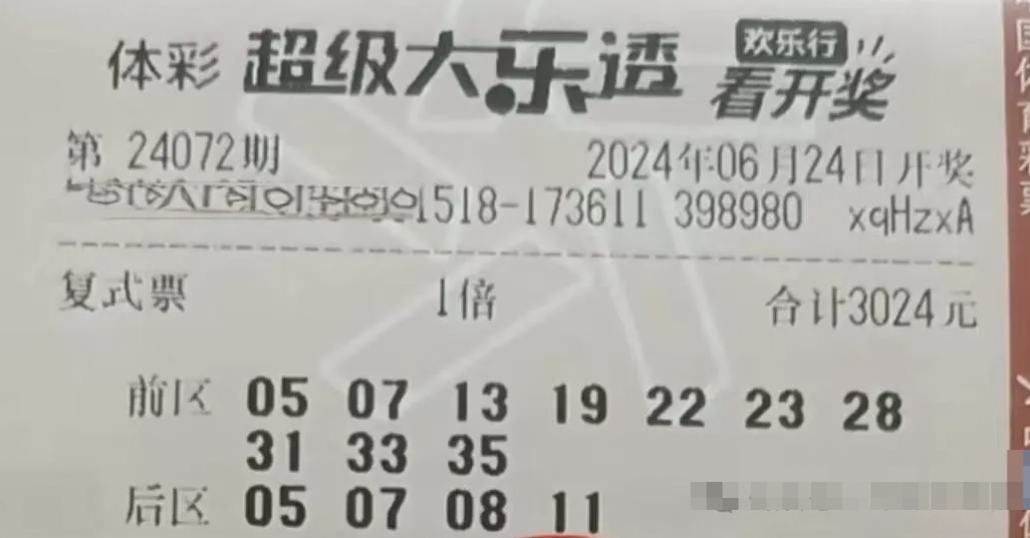 体彩 超级大乐透 欢乐行
看开奖
第 24072期 2024年06月24日开奖
1518-173611 398980 xqHzxA
复式票 1倍 合计3024元
前区 05 07 13 19 22 23 28
31 33 35
后区 05 07 08 11